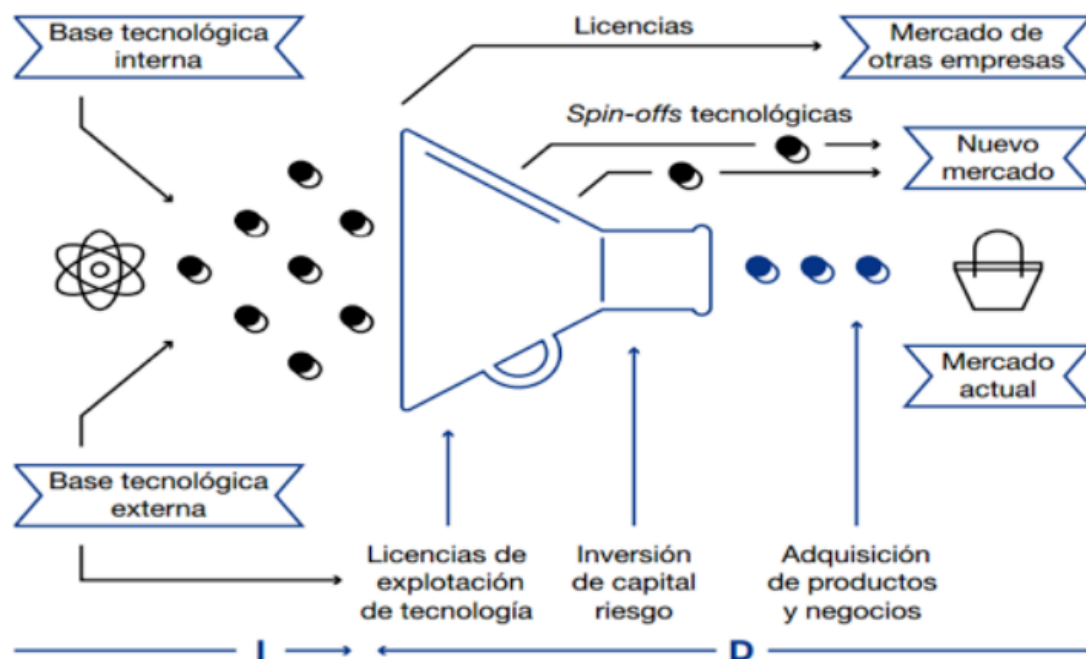 Base tecnológica
interna
Licencias
Mercado de
otras empresas
Spin-offs tecnológicas
Nuevo
mercado
Mercado
actual
Base tecnológica
externa
Licencias de
explotación
de tecnología
Inversión
de capital
riesgo
Adquisición
de productos
y negocios
I
D